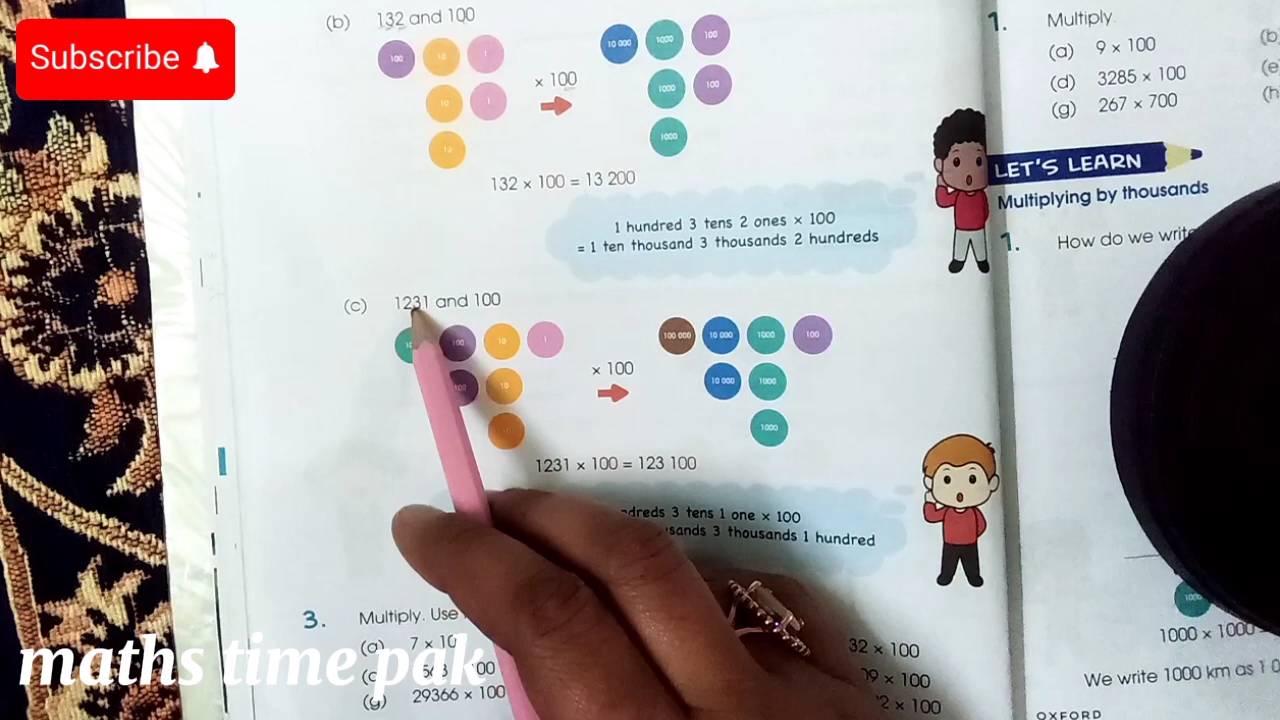 Subscribe
(b) 132 and 100
100 10 1
10 1
10
× 100
10 000 1000 100
1000 100
1000
132 × 100 = 13 200
1 hundred 3 tens 2 ones × 100
= 1 ten thousand 3 thousands 2 hundreds
(c) 1231 and 100
100 10 1
100 10
× 100
100 000 10 000 1000 100
10 000 1000
1000
1231 × 100 = 123 100
3 tens 1 one × 100
3 thousands 1 hundred
3. Multiply. Use
(a) 7 × 10
32 × 100
× 100
(g) 29366 × 100
× 100
maths time pak
1. Multiply.
(a) 9 × 100
(d) 3285 × 100
(g) 267 × 700
LET'S LEARN
Multiplying by thousands
1. How do we write
1000 × 1000
We write 1000 km as 1
OXFORD